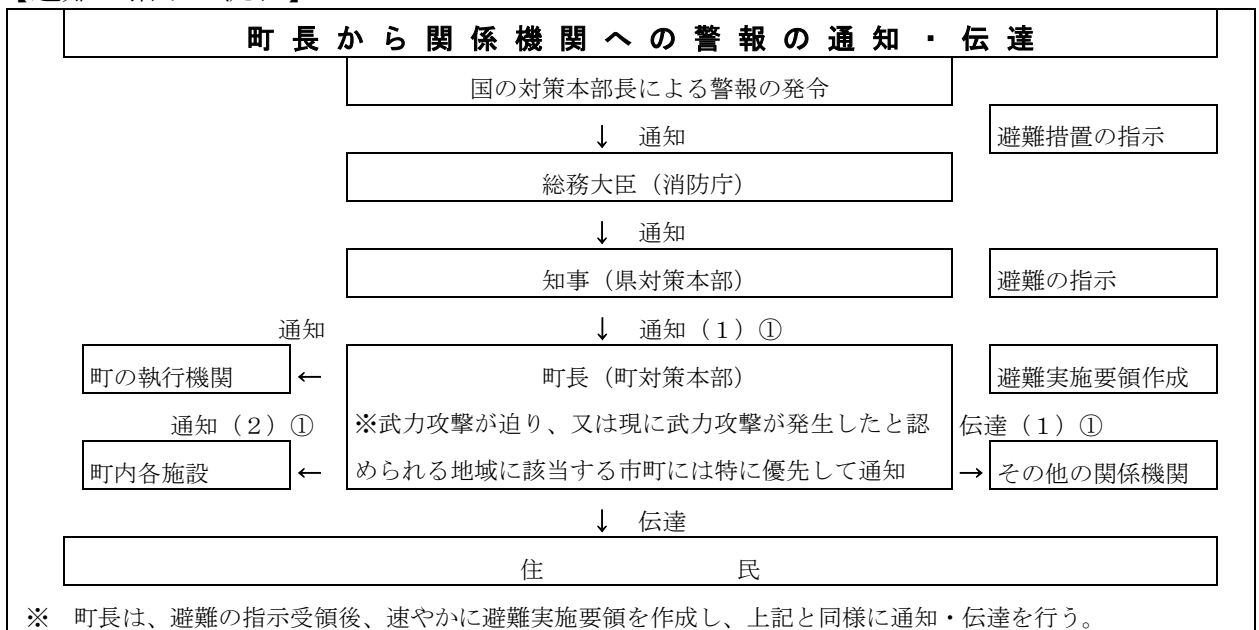 町長から関係機関への警報の通知・伝達
国の対策本部長による警報の発令
↓ 通知
避難措置の指示
総務大臣（消防庁）
↓ 通知
知事（県対策本部）
避難の指示
通知
↓ 通知（１）①
町の執行機関
←
町長（町対策本部）
避難実施要領作成
通知（２）①
※武力攻撃が迫り、又は現に武力攻撃が発生したと認
伝達（１）①
町内各施設
←
められる地域に該当する市町には特に優先して通知
→
その他の関係機関
↓ 伝達
住 民
※ 町長は、避難の指示受領後、速やかに避難実施要領を作成し、上記と同様に通知・伝達を行う。